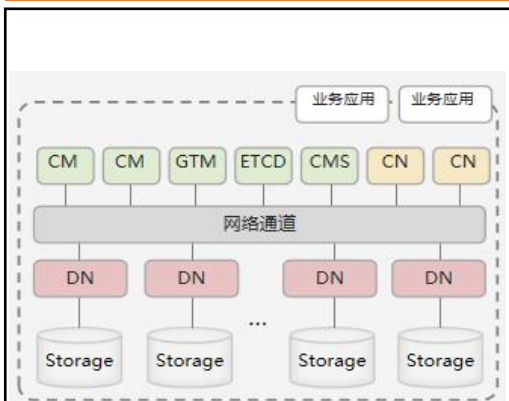 业务应用 业务应用
CM CM GTM ETCD CMS CN CN
网络通道
DN DN DN DN
...
Storage Storage Storage Storage